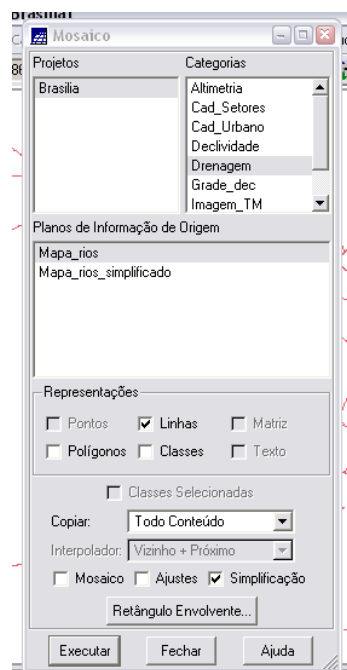 Brasilia1
Mosaico
Projetos
Categorias
Brasilia
Altimetria
Cad_Setores
Cad_Urbano
Declividade
Drenagem
Grade_dec
Imagem_TM
Planos de Informação de Origem
Mapa_rios
Mapa_rios_simplificado
Representações
Pontos Linhas Matriz
Polígonos Classes Texto
Classes Selecionadas
Copiar: Todo Conteúdo
Interpolador: Vizinho + Próximo
Mosaico Ajustes Simplificação
Retângulo Envolvente...
Executar Fechar Ajuda